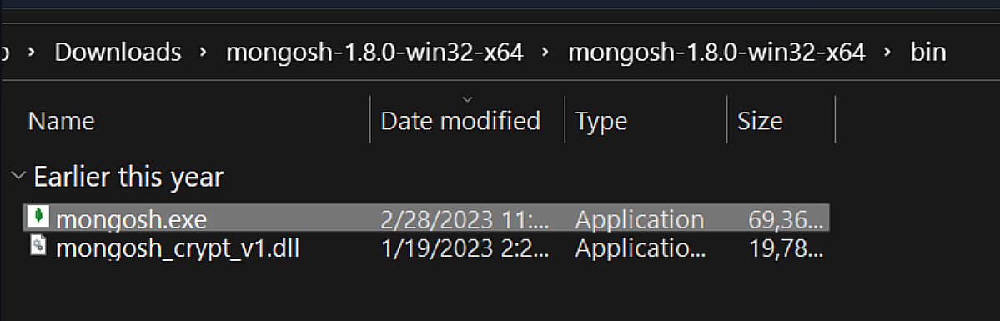 › Downloads › mongosh-1.8.0-win32-x64 › mongosh-1.8.0-win32-x64 › bin
Name Date modified Type Size
Earlier this year
mongosh.exe 2/28/2023 11:... Application 69,36...
mongosh_crypt_v1.dll 1/19/2023 2:2... Applicatio... 19,78...